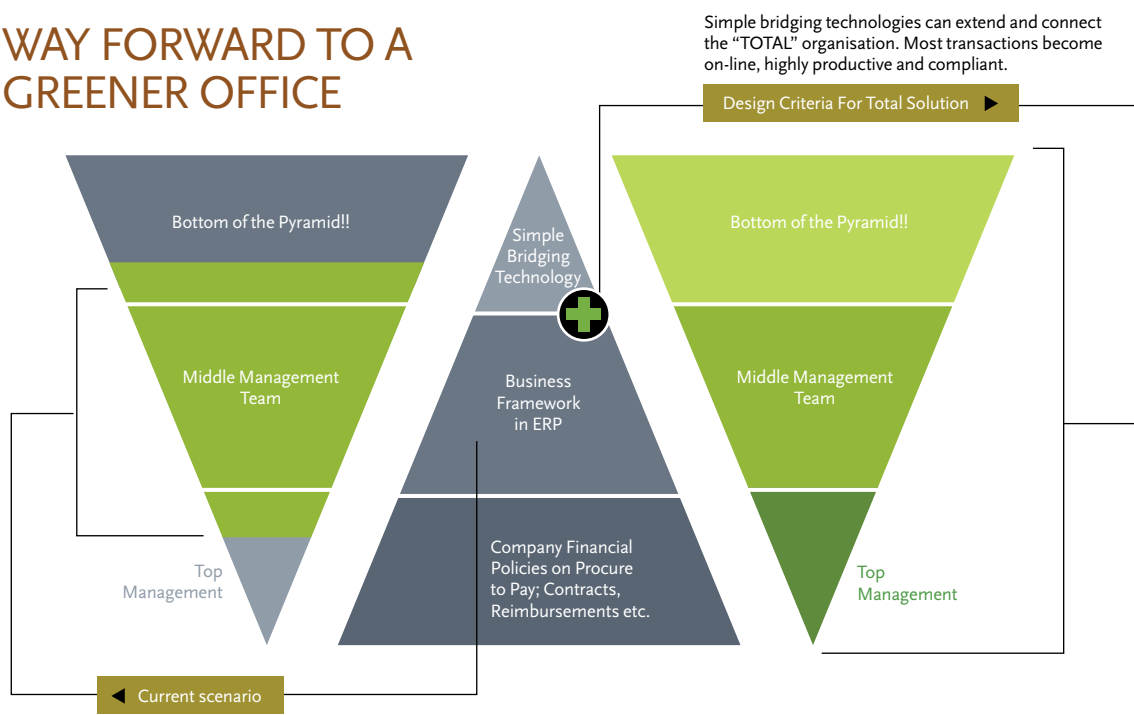 WAY FORWARD TO A
GREENER OFFICE
Simple bridging technologies can extend and connect
the “TOTAL” organisation. Most transactions become
on-line, highly productive and compliant.
Design Criteria For Total Solution
Bottom of the Pyramid!!
Middle Management
Team
Top
Management
Simple
Bridging
Technology
Business
Framework
in ERP
Company Financial
Policies on Procure
to Pay; Contracts,
Reimbursements etc.
Bottom of the Pyramid!!
Middle Management
Team
Top
Management
Current scenario